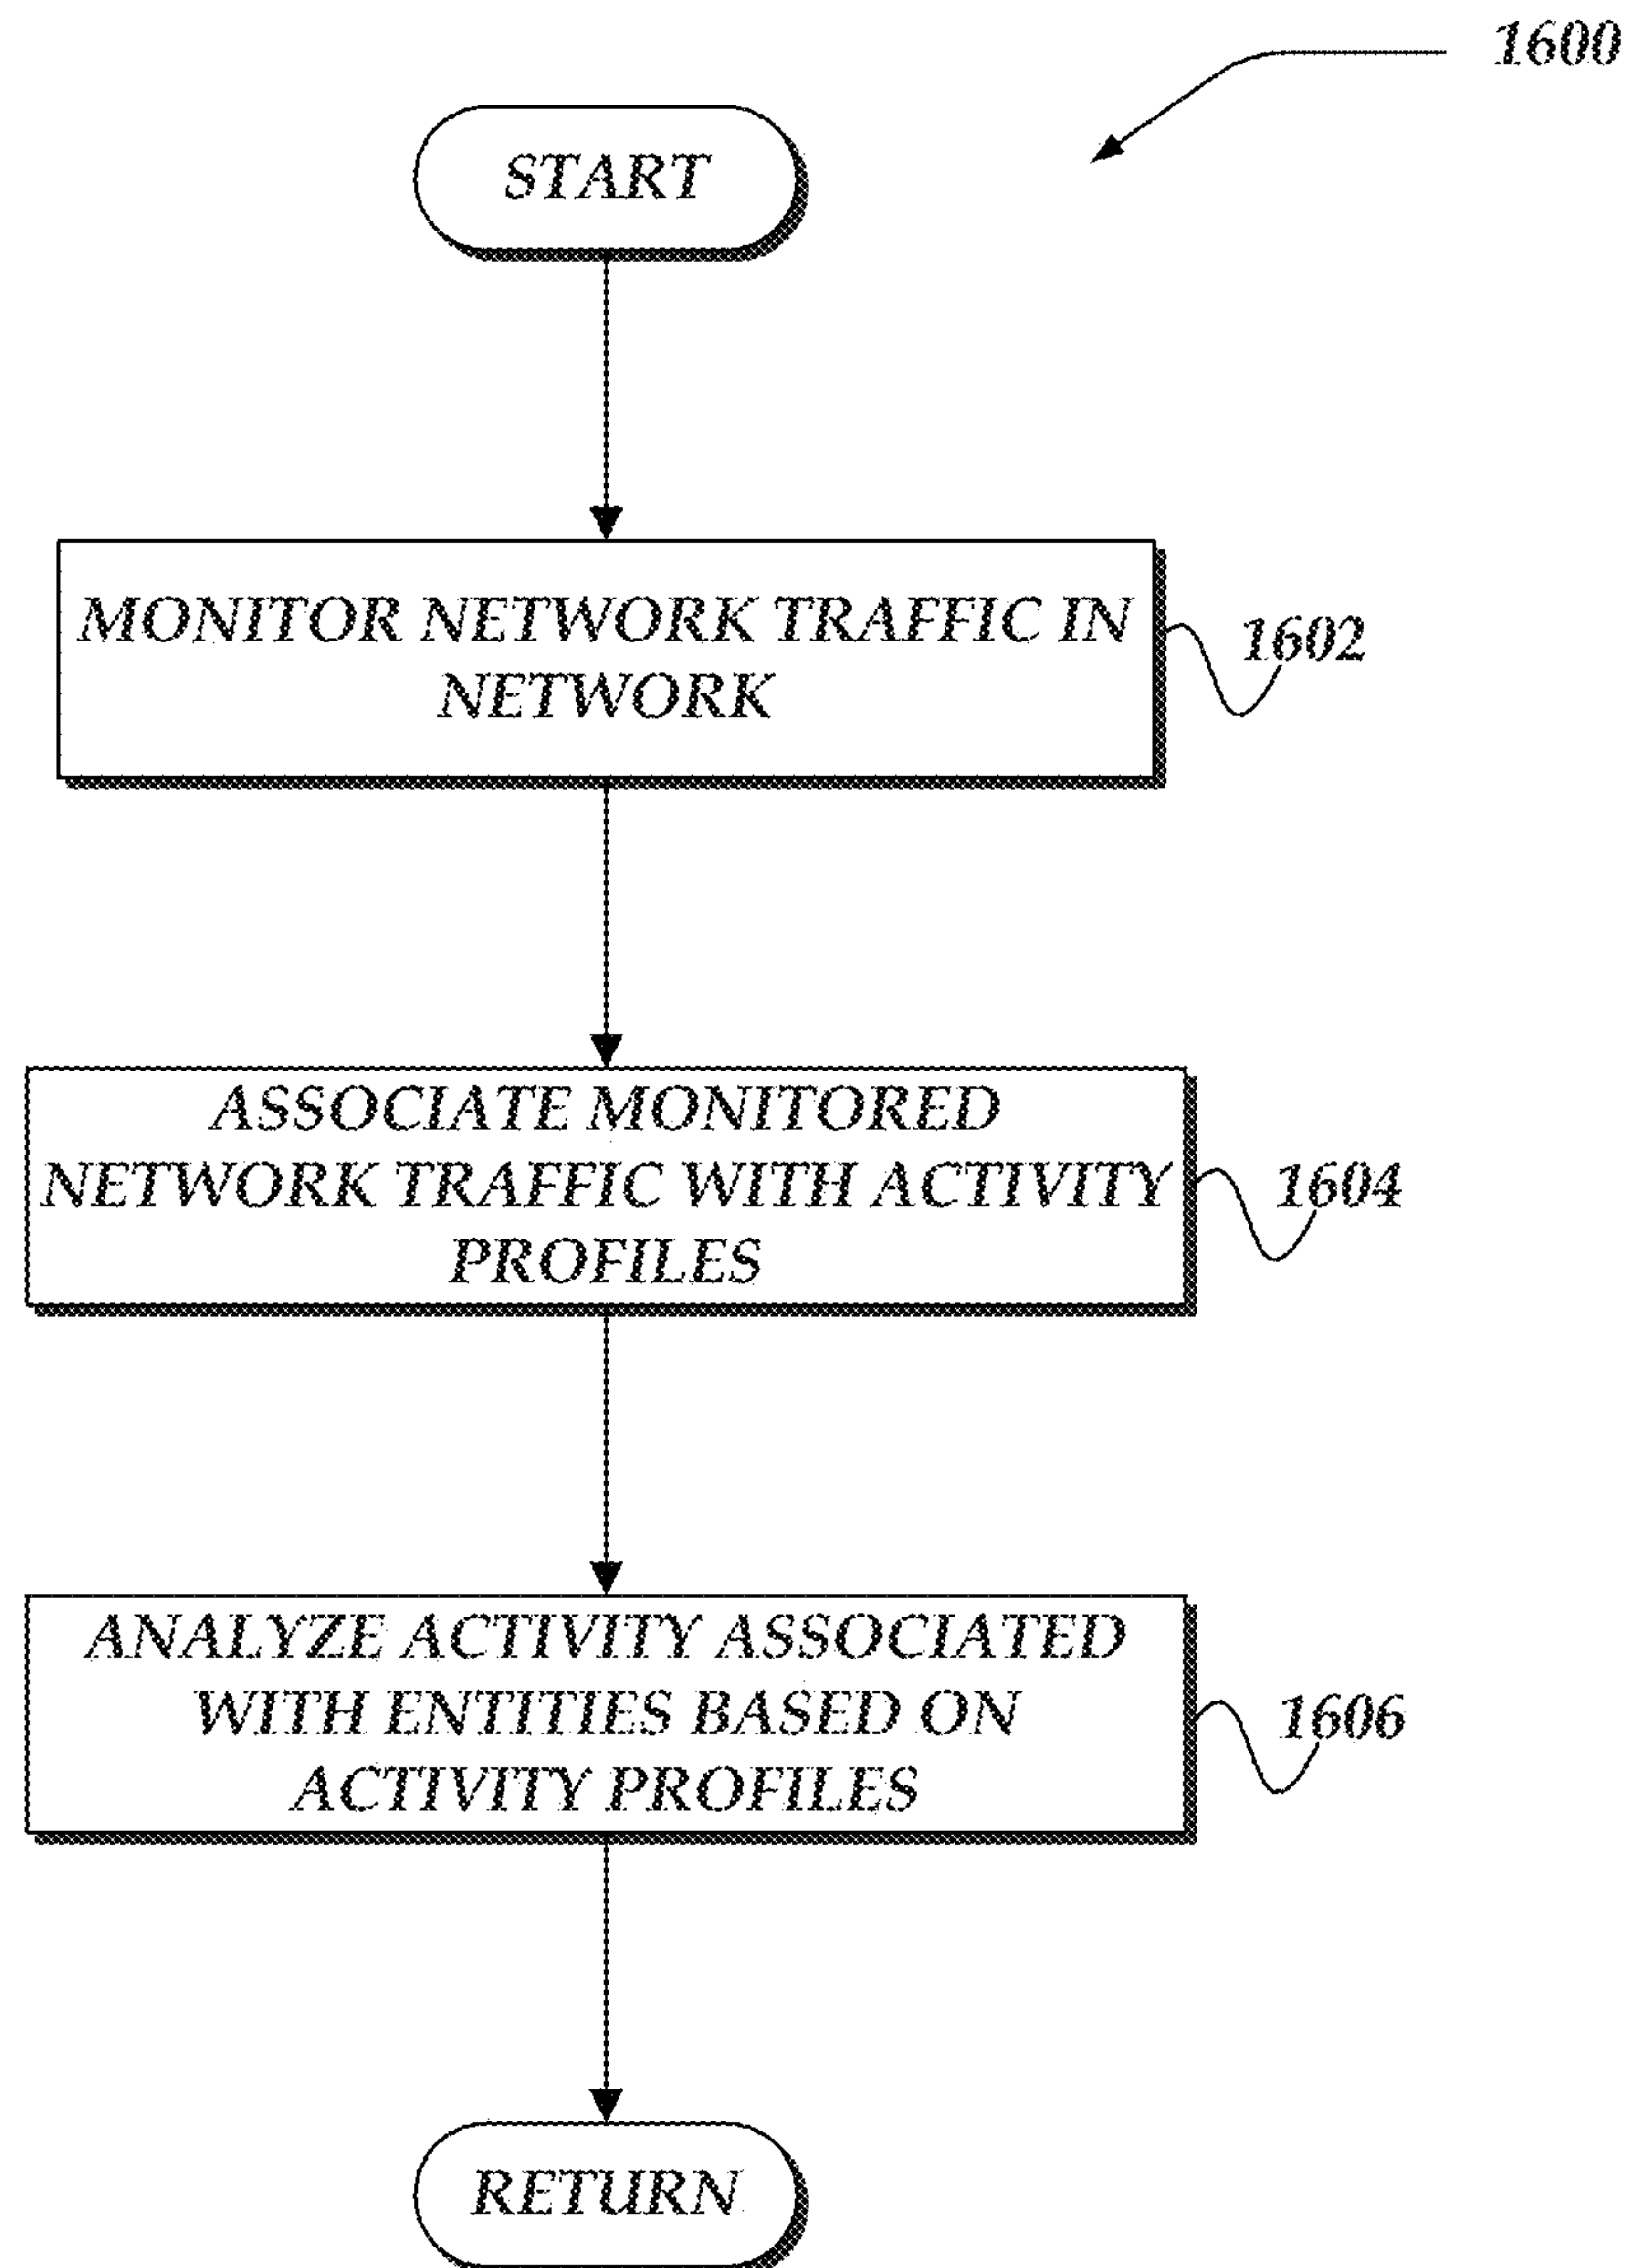 1600
START
MONITOR NETWORK TRAFFIC IN
NETWORK
1602
ASSOCIATE MONITORED
NETWORK TRAFFIC WITH ACTIVITY
PROFILES
1604
ANALYZE ACTIVITY ASSOCIATED
WITH ENTITIES BASED ON
ACTIVITY PROFILES
1606
RETURN